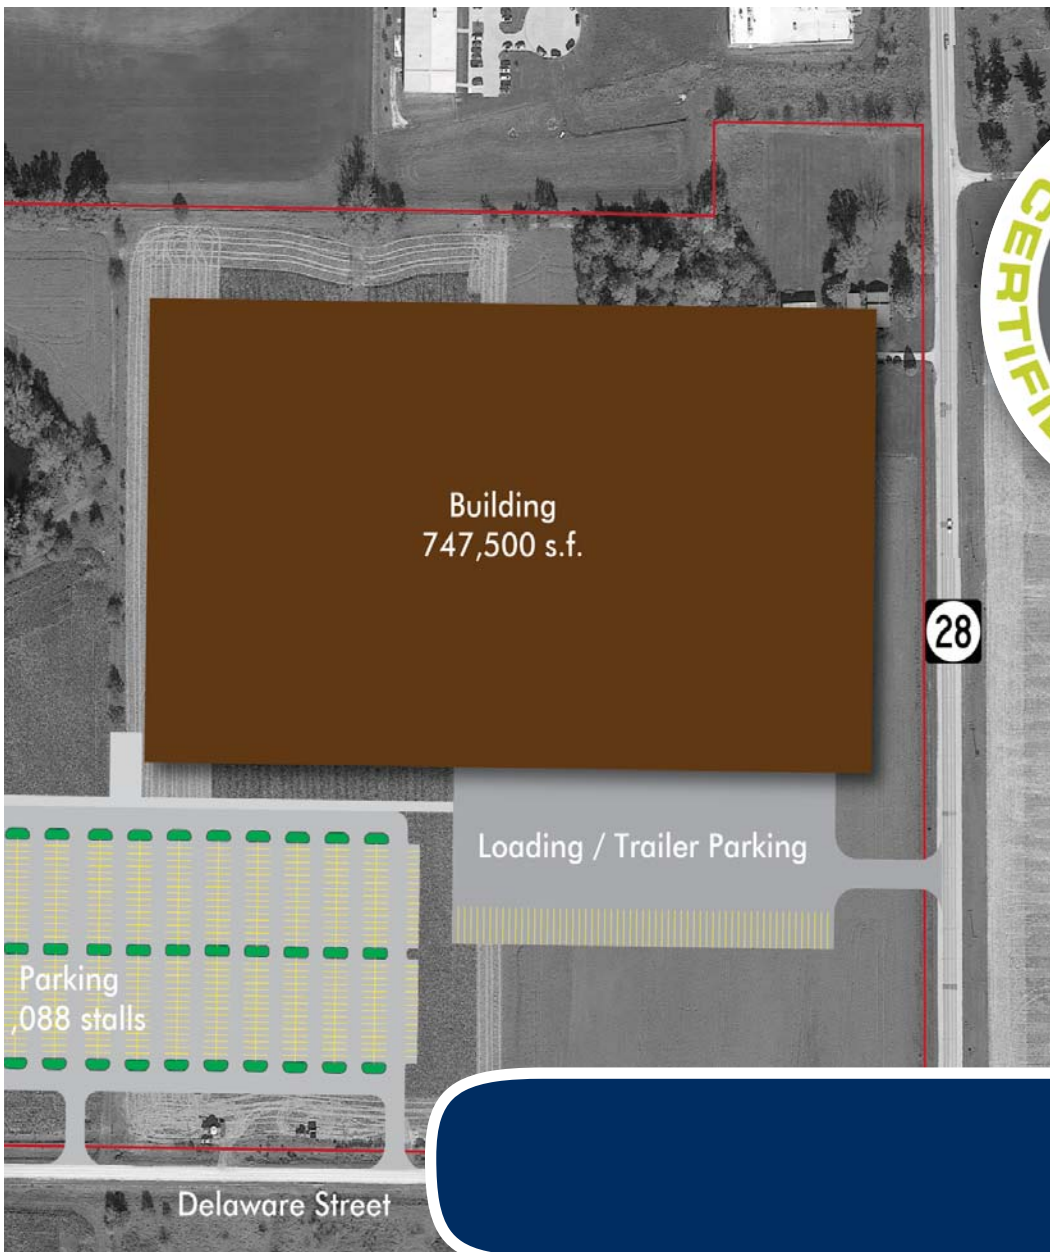 Building
747,500 s.f.
28
Loading / Trailer Parking
Parking
,088 stalls
Delaware Street